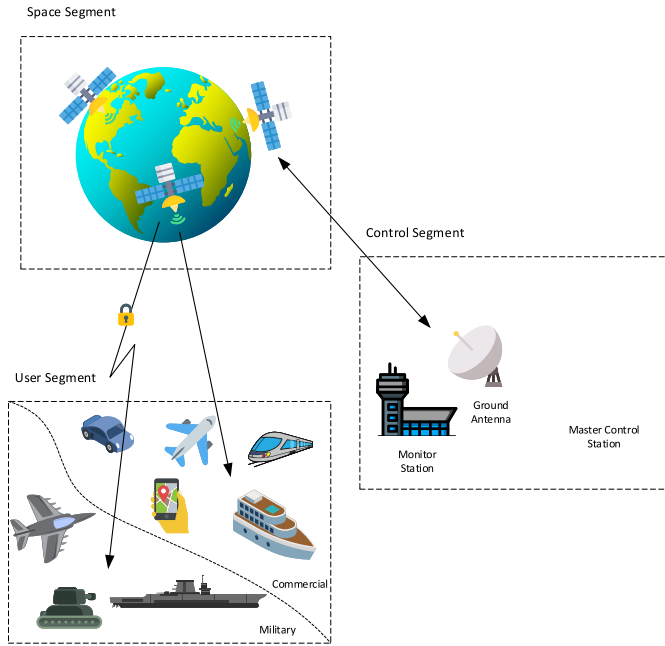 Space Segment
Control Segment
User Segment
Ground
Antenna
Master Control
Station
Monitor
Station
Commercial
Military